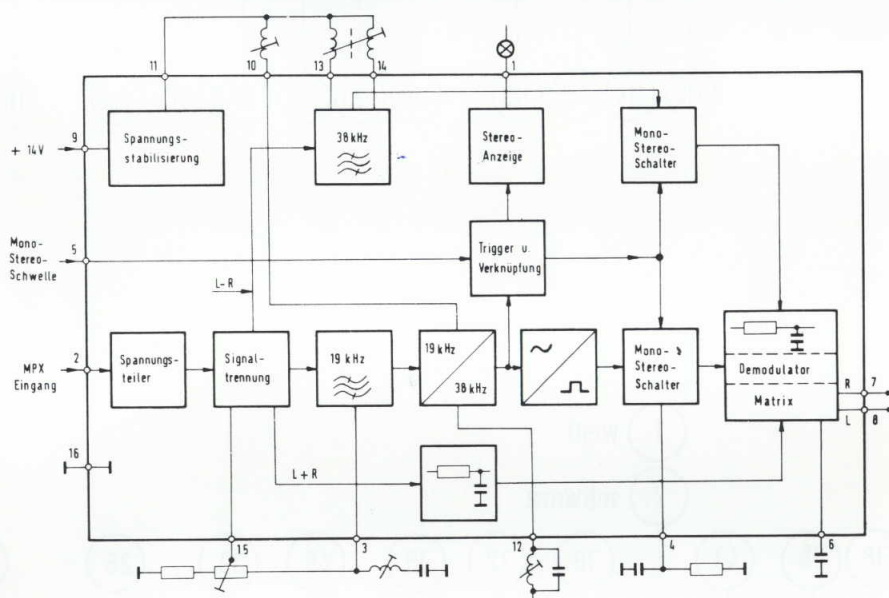 11
10
13
14
1
9
+ 14V
Spannungs-
stabilisierung
38 kHz
Stereo-
Anzeige
Mono-
Stereo-
Schalter
Mono-
Stereo-
Schwelle
5
Trigger u.
Verknüpfung
L-R
2
MPX
Eingang
Spannungs-
teiler
Signal-
trennung
19 kHz
19 kHz
38 kHz
Mono-
Stereo-
Schalter
Demodulator
Matrix
R
7
L
8
16
L+R
15
3
12
4
6